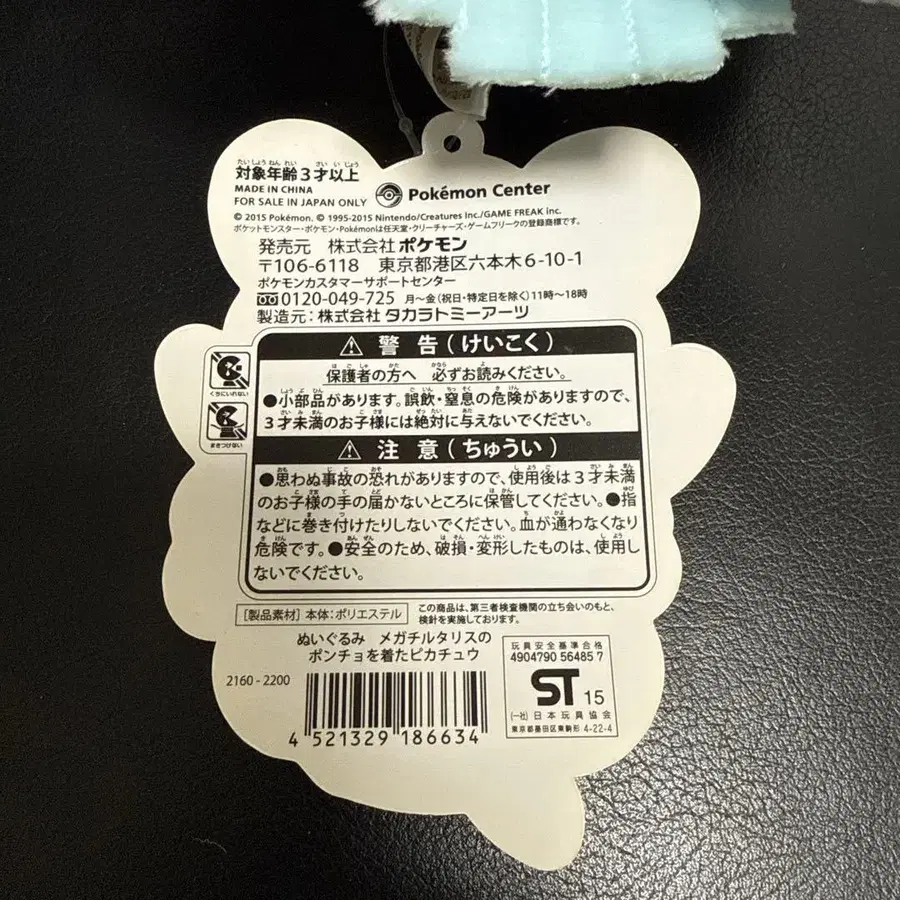 対象年齢3才以上
MADE IN CHINA
FOR SALE IN JAPAN ONLY
Pokémon Center
© 2015 Pokémon. © 1995-2015 Nintendo/Creatures Inc./GAME FREAK inc.
ポケットモンスター・ポケモン・Pokémonは任天堂・クリーチャーズ・ゲームフリークの登録商標です。
発売元 株式会社ポケモン
〒106-6118 東京都港区六本木6-10-1
ポケモンカスタマーサポートセンター
0120-049-725 月〜金(祝日・特定日を除く)11時〜18時
製造元:株式会社 タカラトミーアーツ
警告(けいこく)
保護者の方へ 必ずお読みください。
●小部品があります。誤飲・窒息の危険がありますので、
3才未満のお子様には絶対に与えないでください。
くちにいれない
まきつけない
注意(ちゅうい)
●思わぬ事故の恐れがありますので、使用後は3才未満
のお子様の手の届かないところに保管してください。●指
などに巻き付けたりしないでください。血が通わなくなり
危険です。●安全のため、破損・変形したものは、使用し
ないでください。
[製品素材] 本体:ポリエステル
この商品は、第三者検査機関の立ち会いのもと、
検針を実施しております。
ぬいぐるみ メガチルタリスの
ポンチョを着たピカチュウ
2160-2200
4 521329 186634
玩具安全基準合格
4904790 56485 7
ST 15
(一社)日本玩具協会
東京都墨田区東駒形 4-22-4